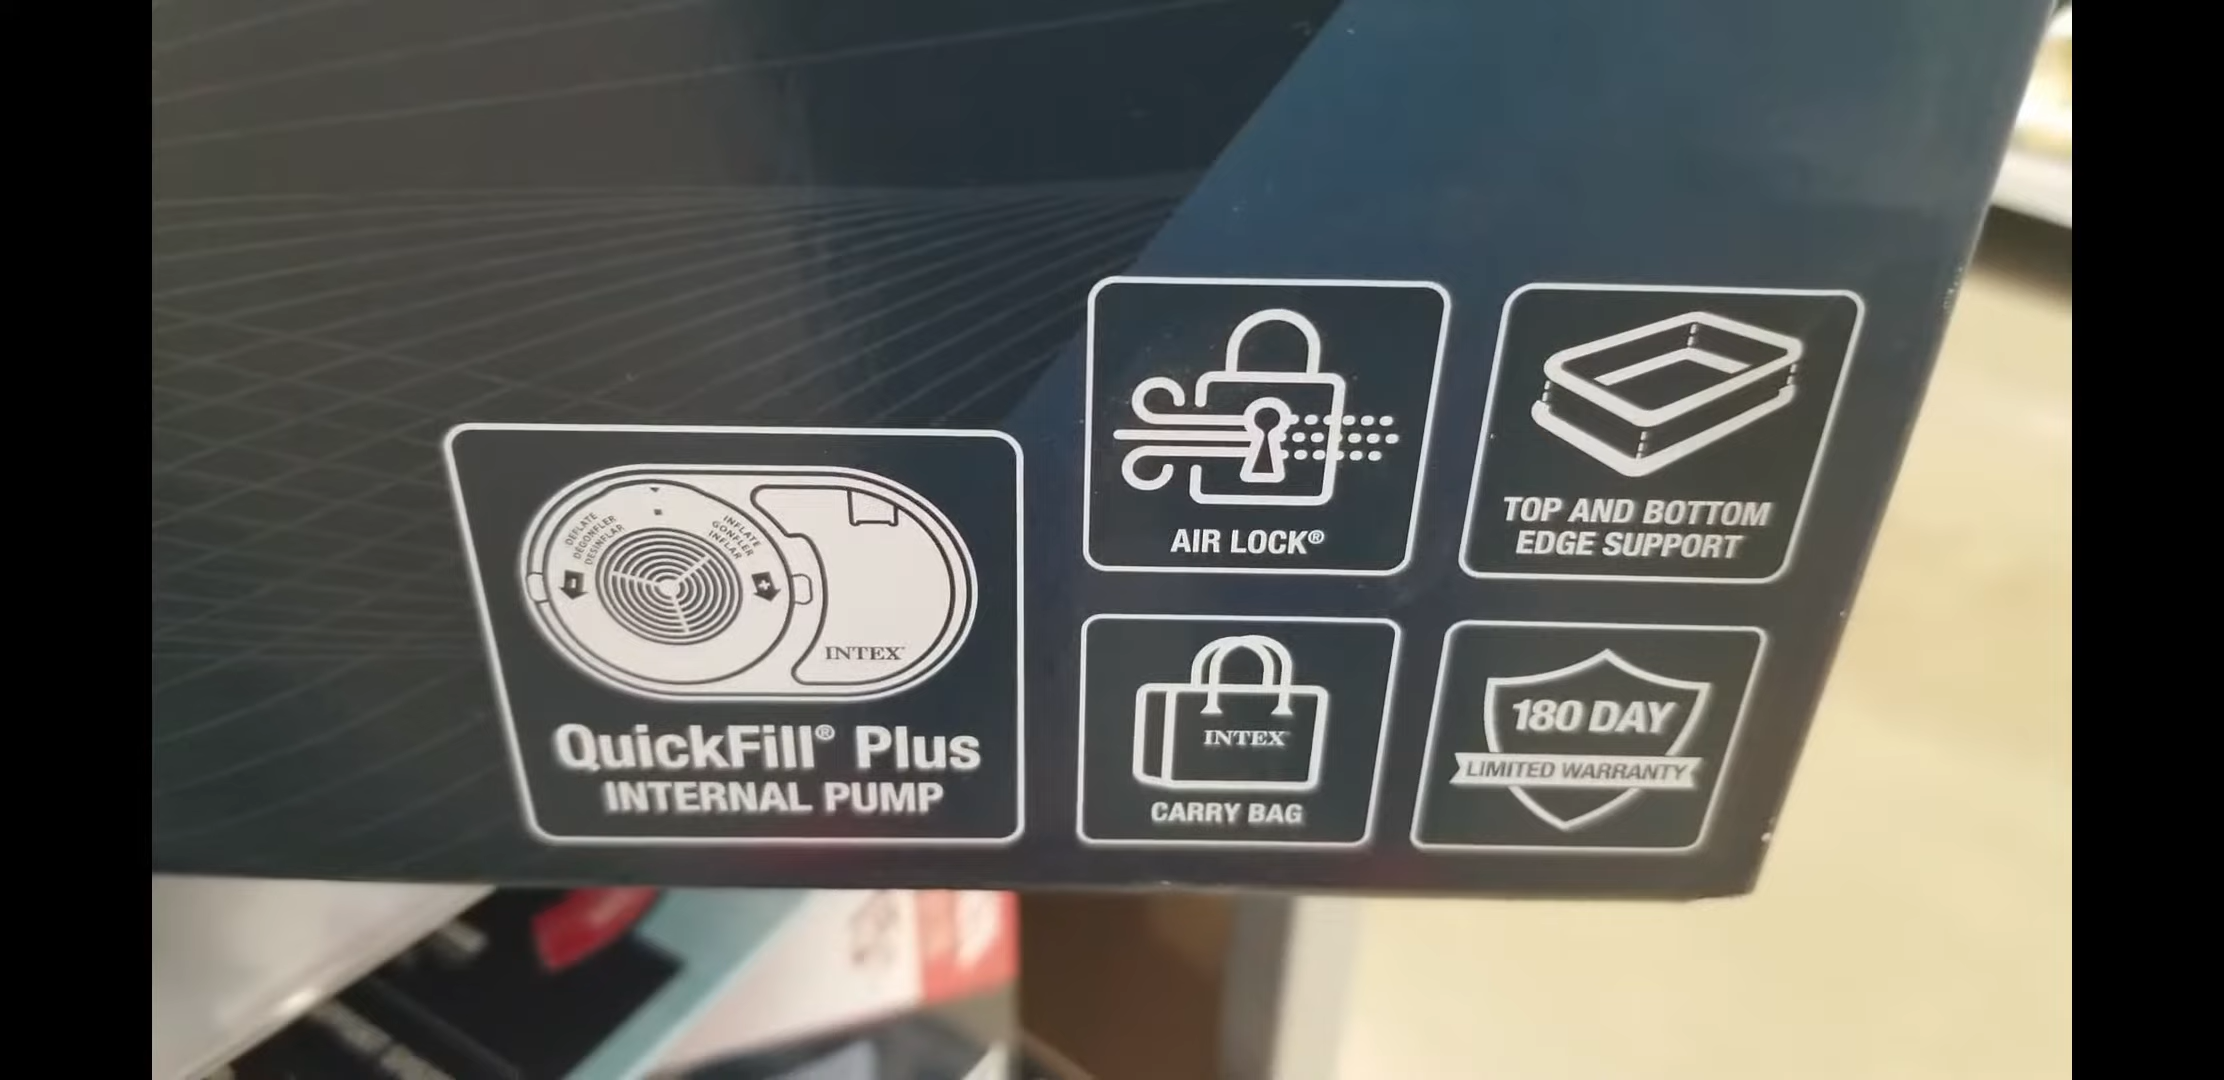 DEFLATE
DÉGONFLER
DESINFLAR
INFLATE
GONFLER
INFLAR
INTEX
QuickFill® Plus
INTERNAL PUMP
AIR LOCK®
TOP AND BOTTOM
EDGE SUPPORT
INTEX
CARRY BAG
180 DAY
LIMITED WARRANTY